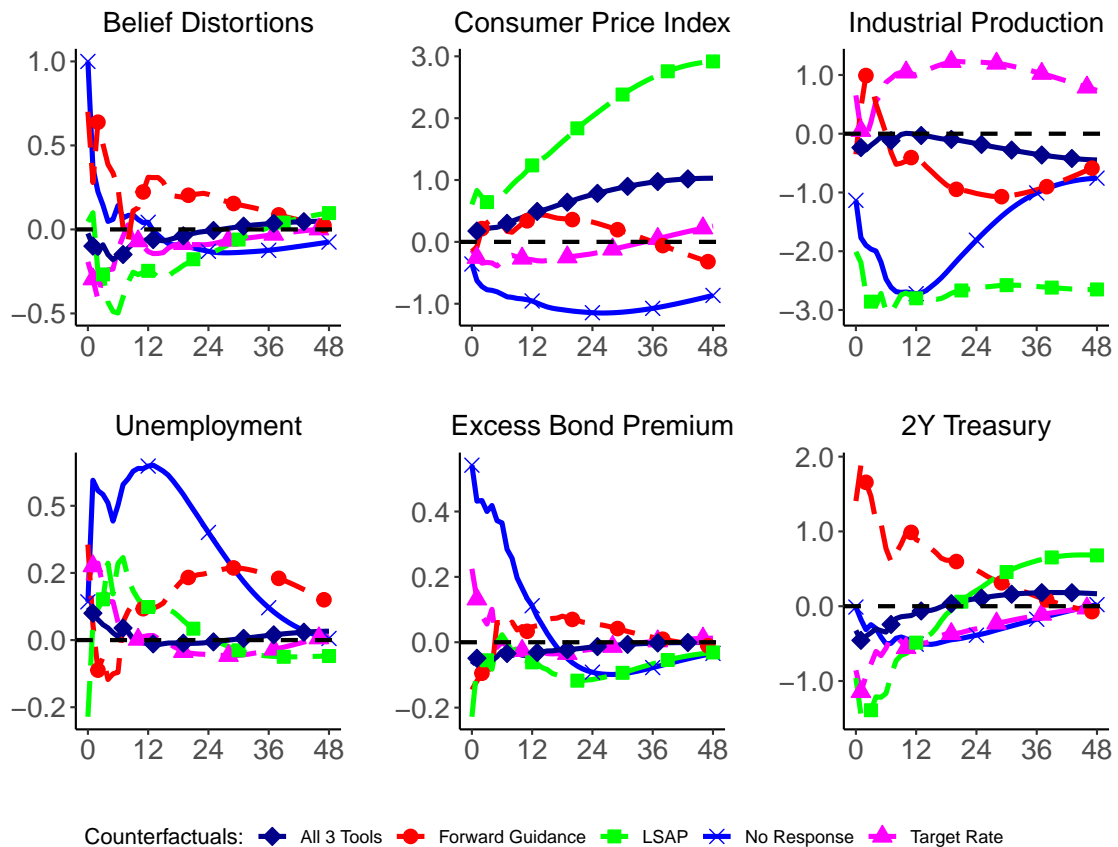 Belief Distortions Consumer Price Index Industrial Production
1.0
0.5
0.0
−0.5
0 12 24 36 48
3.0
2.0
1.0
0.0
−1.0
0 12 24 36 48
1.0
0.0
−1.0
−2.0
−3.0
0 12 24 36 48
Unemployment Excess Bond Premium 2Y Treasury
0.5
0.2
0.0
−0.2
0 12 24 36 48
0.4
0.2
0.0
−0.2
0 12 24 36 48
2.0
1.0
0.0
−1.0
0 12 24 36 48
Counterfactuals: All 3 Tools Forward Guidance LSAP No Response Target Rate